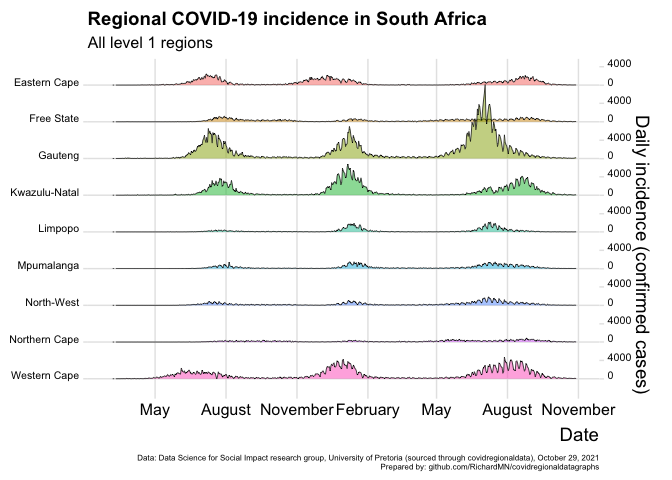 Regional COVID-19 incidence in South Africa
All level 1 regions
Eastern Cape
Free State
Gauteng
Kwazulu-Natal
Limpopo
Mpumalanga
North-West
Northern Cape
Western Cape
4000
0
4000
0
4000
0
4000
0
4000
0
4000
0
4000
0
4000
0
4000
0
Daily incidence (confirmed cases)
May August November February May August November
Date
Data: Data Science for Social Impact research group, University of Pretoria (sourced through covidregionaldata), October 29, 2021
Prepared by: github.com/RichardMN/covidregionaldatagraphs